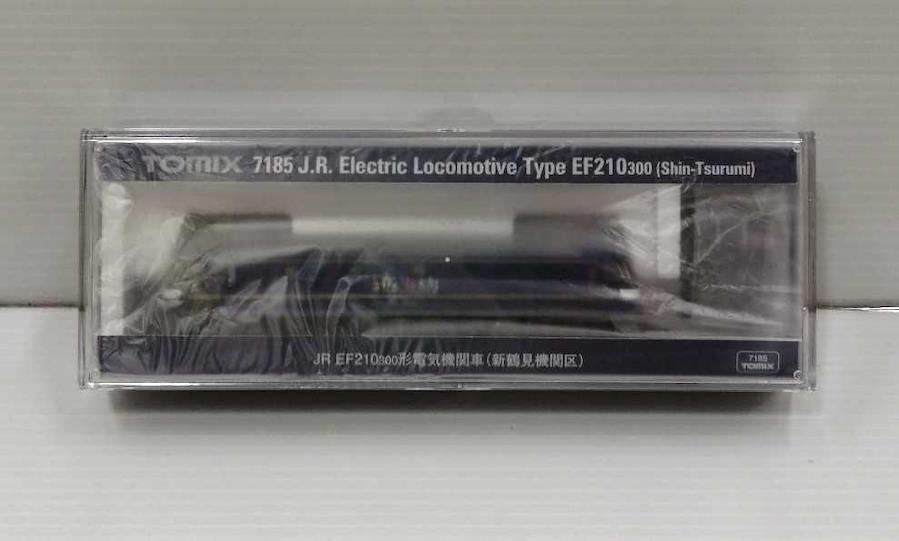 TOMIX 7185 J.R. Electric Locomotive Type EF210300 (Shin-Tsurumi)
JR EF210300形電気機関車(新鶴見機関区)
7185
TOMIX